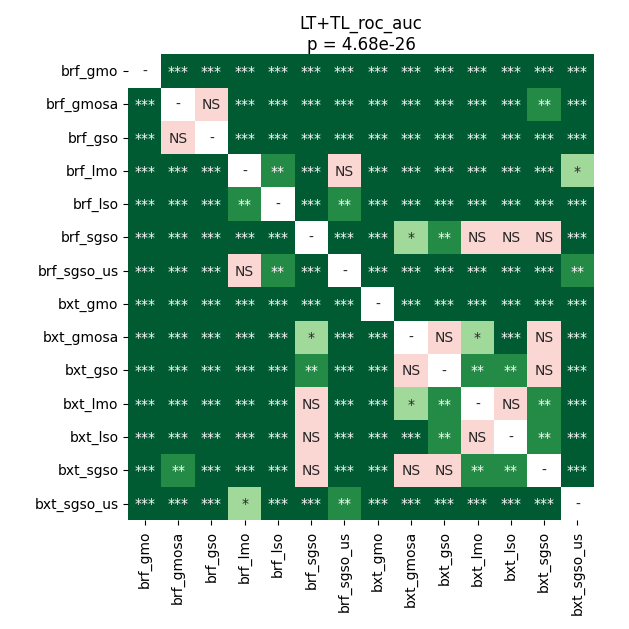 LT+TL_roc_auc
p = 4.68e-26
brf_gmo - *** *** *** *** *** *** *** *** *** *** *** *** ***
brf_gmosa *** - NS *** *** *** *** *** *** *** *** *** ** ***
brf_gso *** NS - *** *** *** *** *** *** *** *** *** *** ***
brf_lmo *** *** *** - ** *** NS *** *** *** *** *** *** *
brf_lso *** *** *** ** - *** ** *** *** *** *** *** *** ***
brf_sgso *** *** *** *** *** - *** *** * ** NS NS NS ***
brf_sgso_us *** *** *** NS ** *** - *** *** *** *** *** *** **
bxt_gmo *** *** *** *** *** *** *** - *** *** *** *** *** ***
bxt_gmosa *** *** *** *** *** * *** *** - NS * *** NS ***
bxt_gso *** *** *** *** *** ** *** *** NS - ** ** NS ***
bxt_lmo *** *** *** *** *** NS *** *** * ** - NS ** ***
bxt_lso *** *** *** *** *** NS *** *** *** ** NS - ** ***
bxt_sgso *** ** *** *** *** NS *** *** NS NS ** ** - ***
bxt_sgso_us *** *** *** * *** *** ** *** *** *** *** *** *** -
brf_gmo brf_gmosa brf_gso brf_lmo brf_lso brf_sgso brf_sgso_us bxt_gmo bxt_gmosa bxt_gso bxt_lmo bxt_lso bxt_sgso bxt_sgso_us